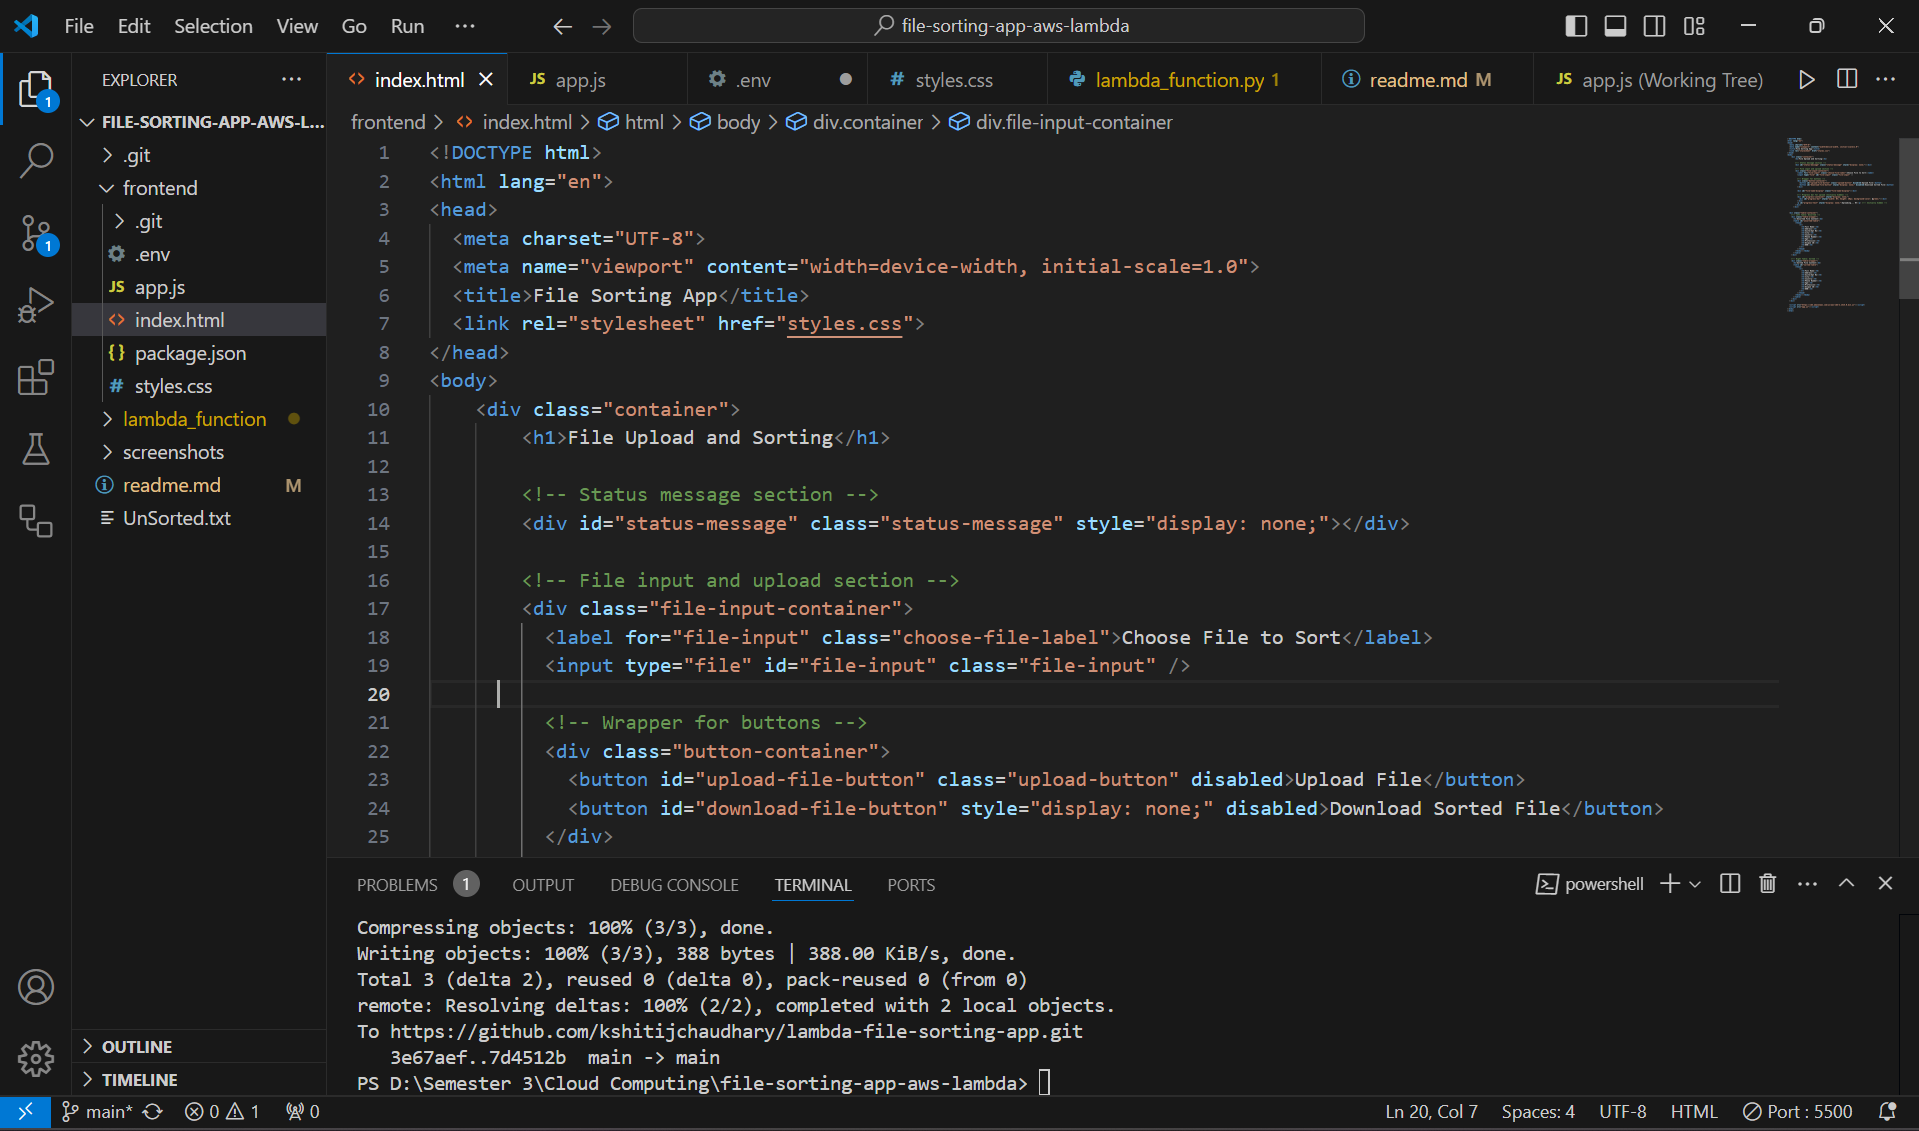 File Edit Selection View Go Run ··· file-sorting-app-aws-lambda
EXPLORER ···
index.html
JS app.js
.env
# styles.css
lambda_function.py 1
readme.md M
JS app.js (Working Tree)
···
frontend > index.html > html > body > div.container > div.file-input-container
1
1
FILE-SORTING-APP-AWS-L...
.git
frontend
.git
.env
JS app.js
index.html
{} package.json
# styles.css
lambda_function
screenshots
readme.md M
UnSorted.txt
OUTLINE
TIMELINE
1 <!DOCTYPE html>
2 <html lang="en">
3 <head>
4 <meta charset="UTF-8">
5 <meta name="viewport" content="width=device-width, initial-scale=1.0">
6 <title>File Sorting App</title>
7 <link rel="stylesheet" href="styles.css">
8 </head>
9 <body>
10 <div class="container">
11 <h1>File Upload and Sorting</h1>
12
13 <!-- Status message section -->
14 <div id="status-message" class="status-message" style="display: none;"></div>
15
16 <!-- File input and upload section -->
17 <div class="file-input-container">
18 <label for="file-input" class="choose-file-label">Choose File to Sort</label>
19 <input type="file" id="file-input" class="file-input" />
20
21 <!-- Wrapper for buttons -->
22 <div class="button-container">
23 <button id="upload-file-button" class="upload-button" disabled>Upload File</button>
24 <button id="download-file-button" style="display: none;" disabled>Download Sorted File</button>
25 </div>
PROBLEMS 1 OUTPUT DEBUG CONSOLE TERMINAL PORTS powershell ···
Compressing objects: 100% (3/3), done.
Writing objects: 100% (3/3), 388 bytes | 388.00 KiB/s, done.
Total 3 (delta 2), reused 0 (delta 0), pack-reused 0 (from 0)
remote: Resolving deltas: 100% (2/2), completed with 2 local objects.
To https://github.com/kshitijchaudhary/lambda-file-sorting-app.git
3e67aef..7d4512b main -> main
PS D:\Semester 3\Cloud Computing\file-sorting-app-aws-lambda>
main* 0 1 0 Ln 20, Col 7 Spaces: 4 UTF-8 HTML Port : 5500